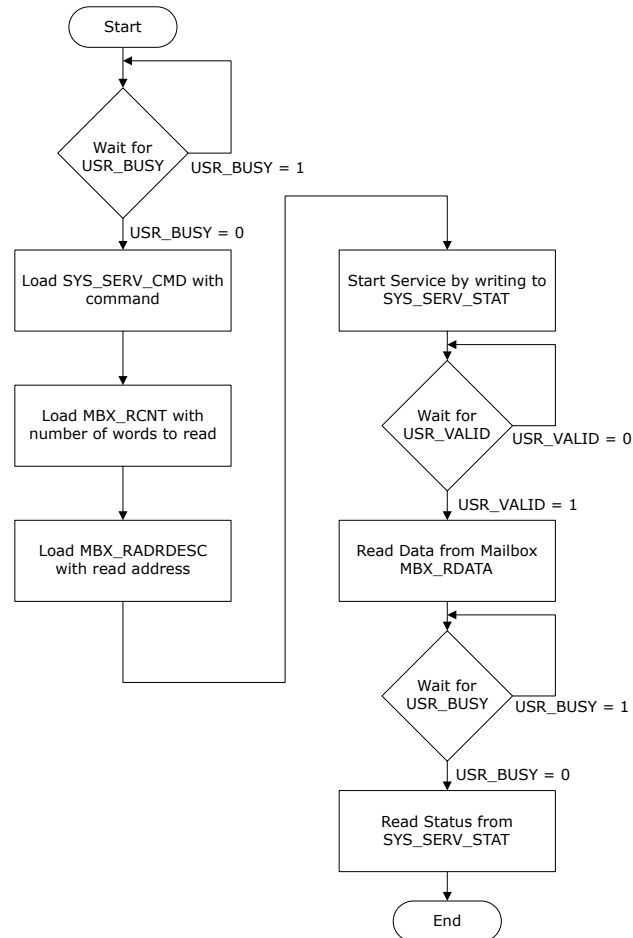 Start
Wait for
USR_BUSY
USR_BUSY = 1
USR_BUSY = 0
Load SYS_SERV_CMD with
command
Load MBX_RCNT with
number of words to read
Load MBX_RADRDESC
with read address
Start Service by writing to
SYS_SERV_STAT
Wait for
USR_VALID
USR_VALID = 0
USR_VALID = 1
Read Data from Mailbox
MBX_RDATA
Wait for
USR_BUSY
USR_BUSY = 1
USR_BUSY = 0
Read Status from
SYS_SERV_STAT
End